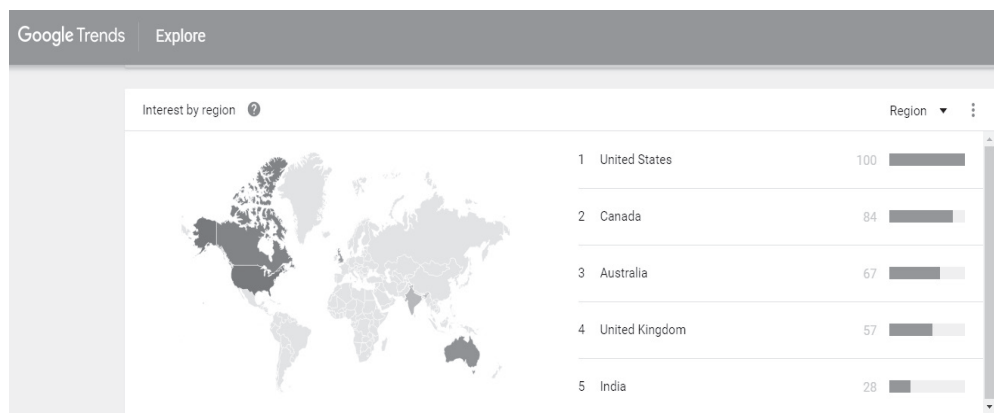 Google Trends Explore
Interest by region ? Region
1 United States 100
2 Canada 84
3 Australia 67
4 United Kingdom 57
5 India 28